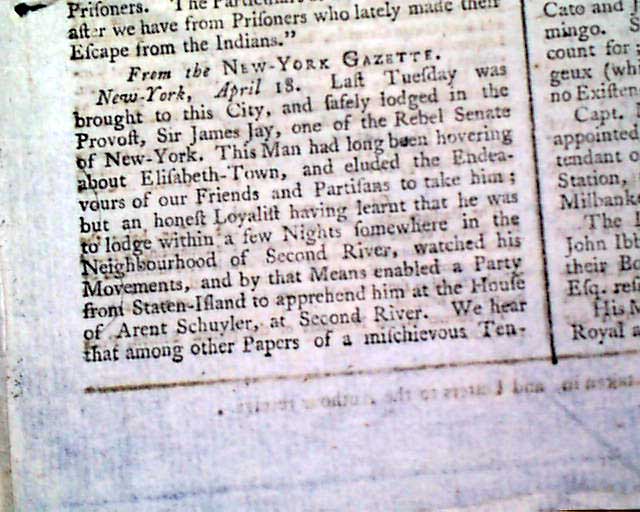 Prisoners. "The Particulars
after we have from Prisoners who lately made their
Escape from the Indians."
From the NEW-YORK GAZETTE.
New-York, April 18. Laſt Tueſday was
brought to this City, and ſafely lodged in the
Provoſt, Sir James Jay, one of the Rebel Senate
of New-York. This Man had long been hovering
about Eliſabeth-Town, and eluded the Endea-
vours of our Friends and Partiſans to take him;
but an honeſt Loyaliſt having learnt that he was
to lodge within a few Nights ſomewhere in the
Neighbourhood of Second River, watched his
Movements, and by that Means enabled a Party
from Staten-Iſland to apprehend him at the Houſe
of Arent Schuyler, at Second River. We hear
that among other Papers of a miſchievous Ten-
Cato and
mingo.
count for
geux (whi
no Exiſten
Capt.
appointed
tendant o
Station,
Milbank
The
John Ibb
their Bo
Eſq. reſi
His M
Royal a